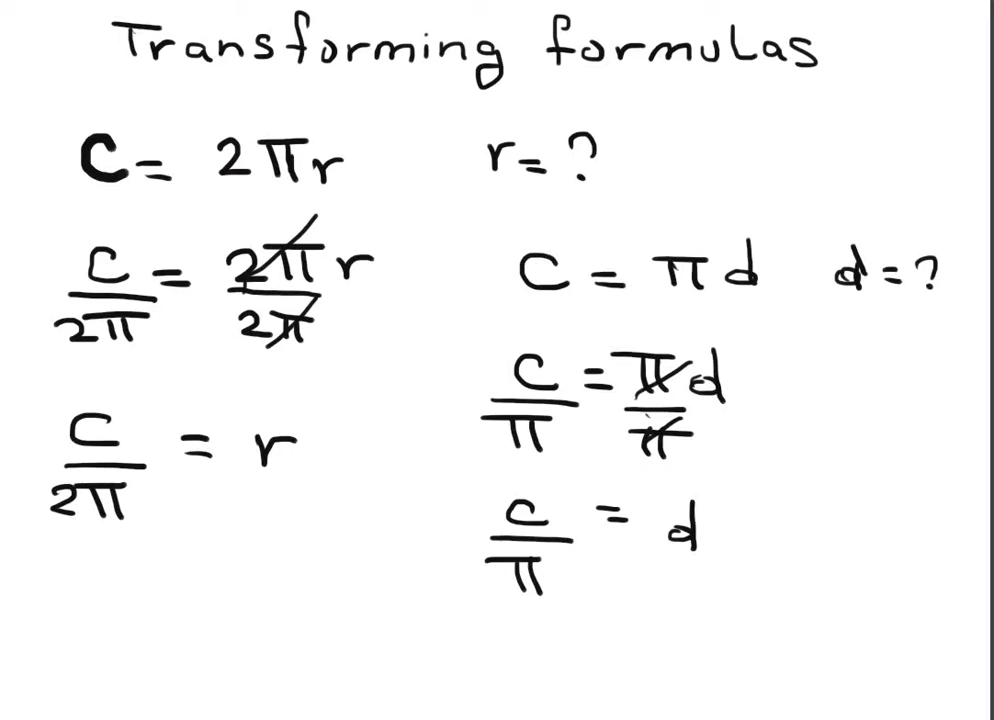 Transforming formulas
C = 2πr
r = ?
C/2π = 2πr/2π
C = πd d = ?
C/π = πd/π
C/2π = r
C/π = d